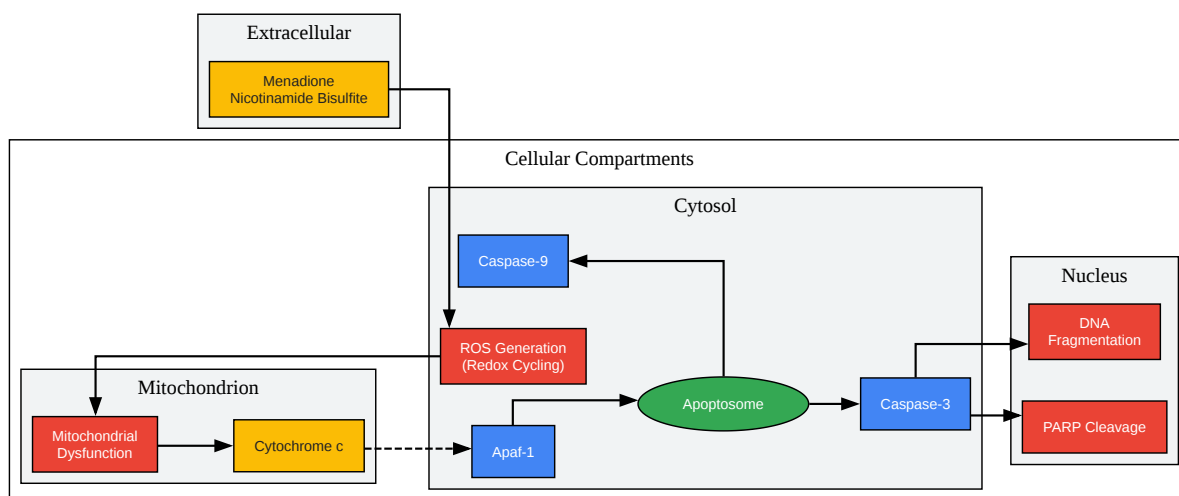 Extracellular
Menadione
Nicotinamide Bisulfite
Cellular Compartments
Cytosol
Caspase-9
Nucleus
DNA
Fragmentation
ROS Generation
(Redox Cycling)
Mitochondrion
Apoptosome
Caspase-3
PARP Cleavage
Mitochondrial
Dysfunction
Cytochrome c
Apaf-1